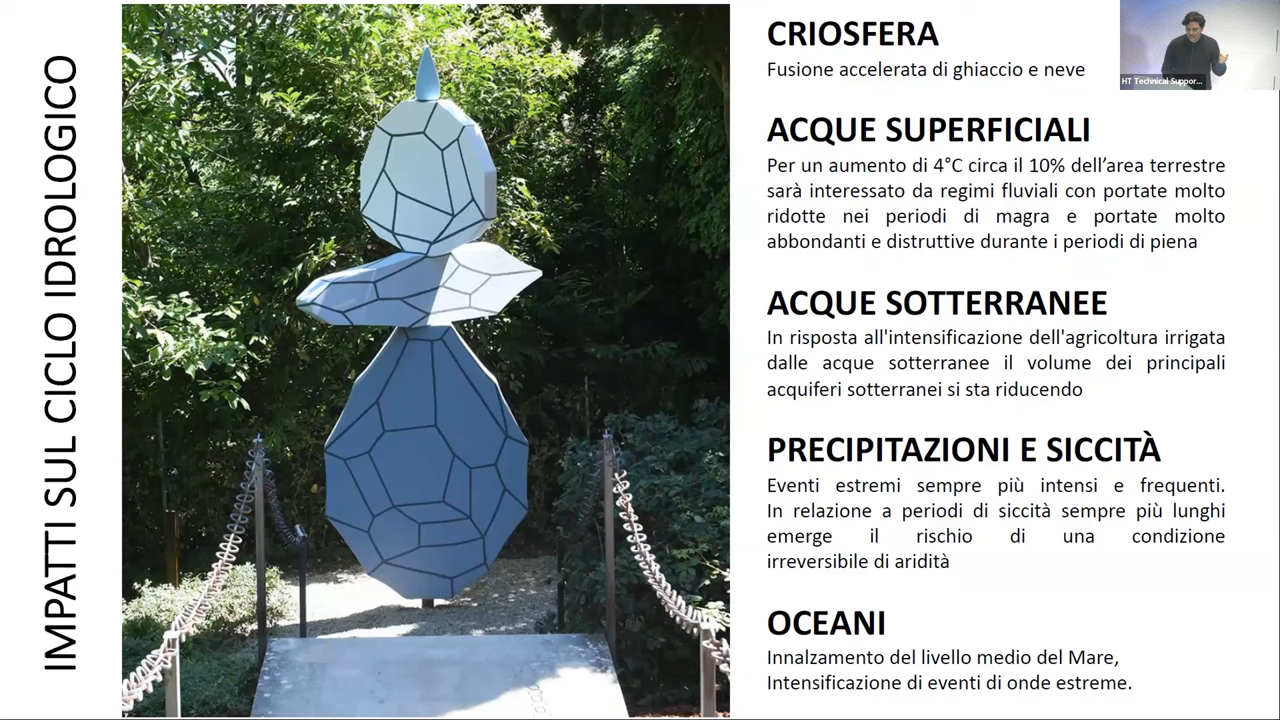 IMPATTI SUL CICLO IDROLOGICO
CRIOSFERA
Fusione accelerata di ghiaccio e neve
HT Technical Suppor...
ACQUE SUPERFICIALI
Per un aumento di 4°C circa il 10% dell’area terrestre
sarà interessato da regimi fluviali con portate molto
ridotte nei periodi di magra e portate molto
abbondanti e distruttive durante i periodi di piena
ACQUE SOTTERRANEE
In risposta all'intensificazione dell'agricoltura irrigata
dalle acque sotterranee il volume dei principali
acquiferi sotterranei si sta riducendo
PRECIPITAZIONI E SICCITÀ
Eventi estremi sempre più intensi e frequenti.
In relazione a periodi di siccità sempre più lunghi
emerge il rischio di una condizione
irreversibile di aridità
OCEANI
Innalzamento del livello medio del Mare,
Intensificazione di eventi di onde estreme.